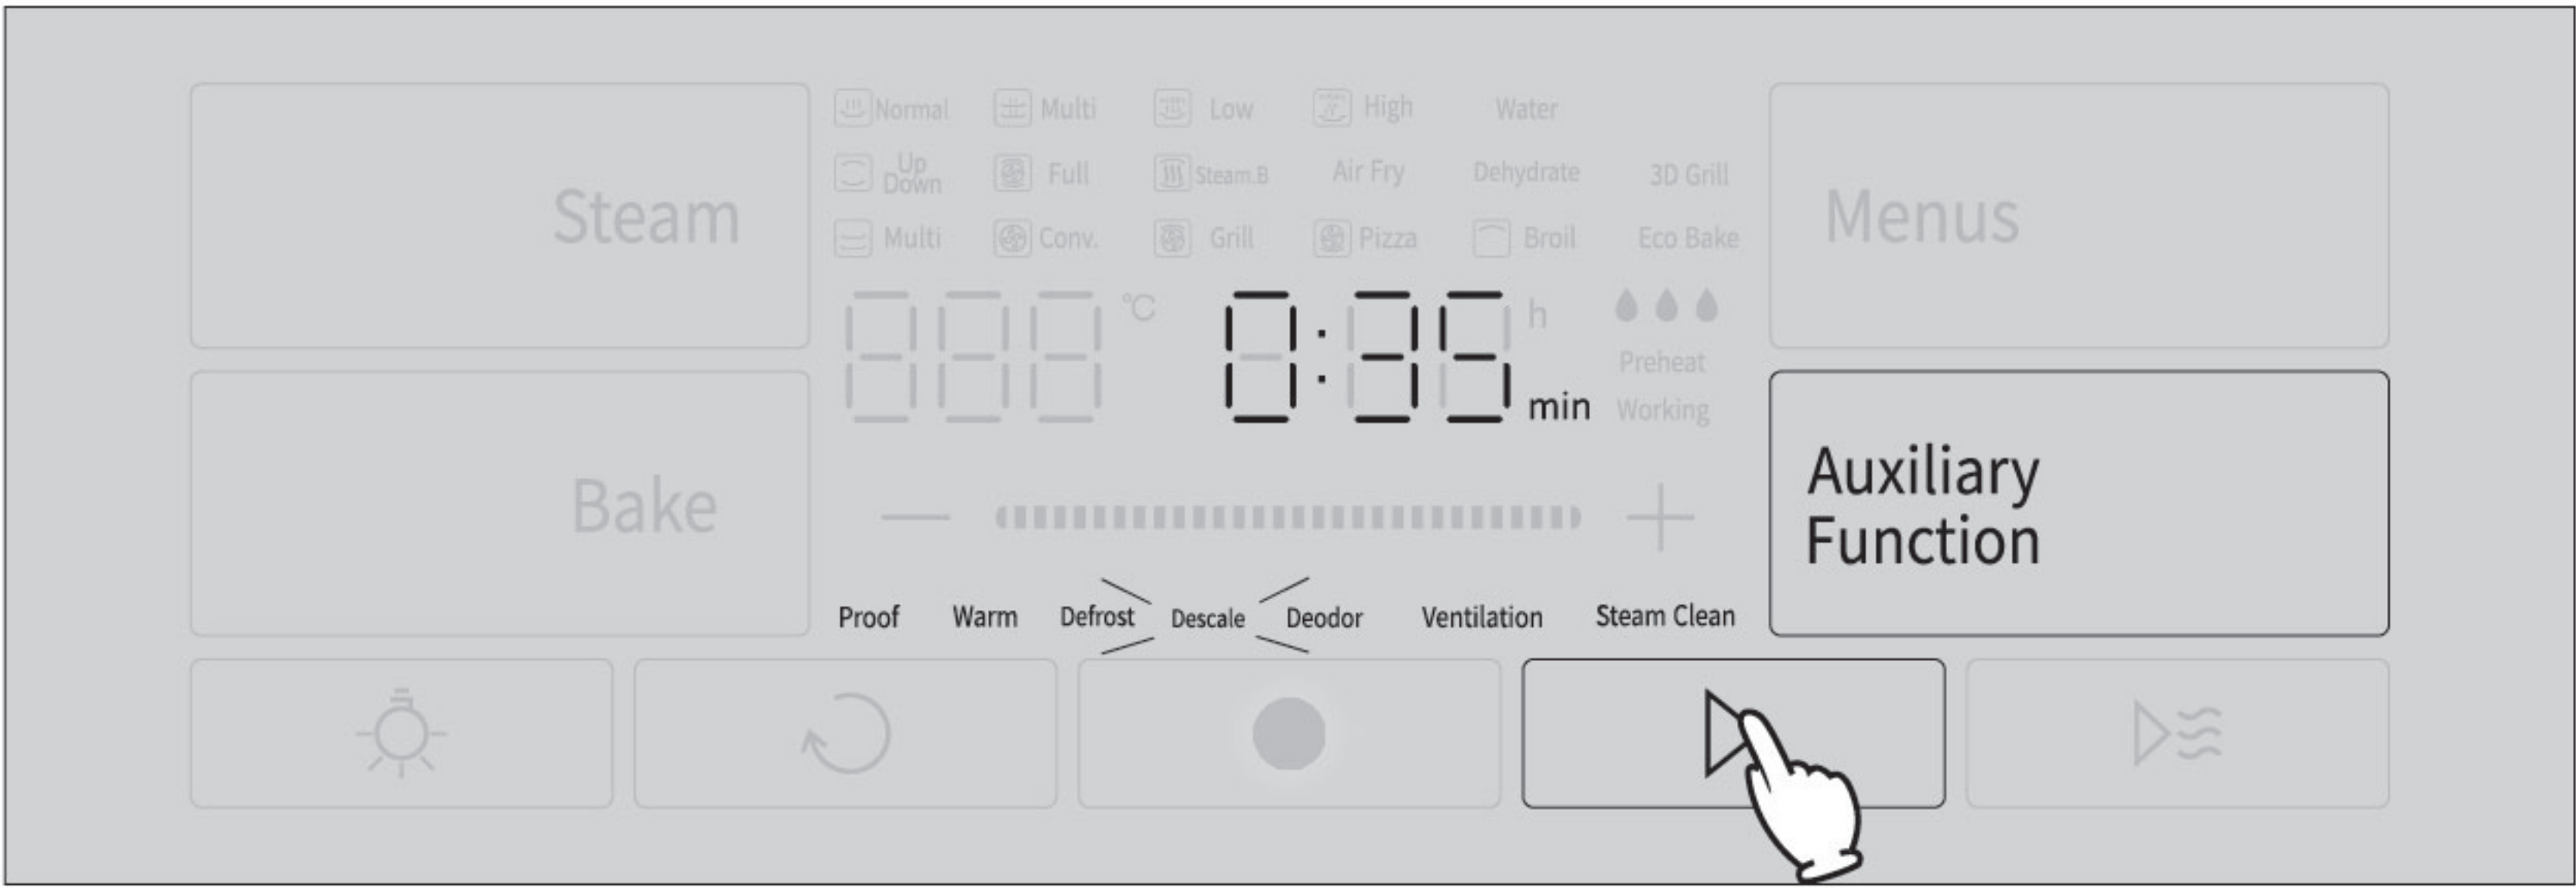 Steam
Normal Multi Low High Water
Up Down Full Steam.B Air Fry Dehydrate 3D Grill
Multi Conv. Grill Pizza Broil Eco Bake
Menus
°C 0:35 h min
Preheat
Working
Bake
Auxiliary
Function
Proof Warm Defrost Descale Deodor Ventilation Steam Clean